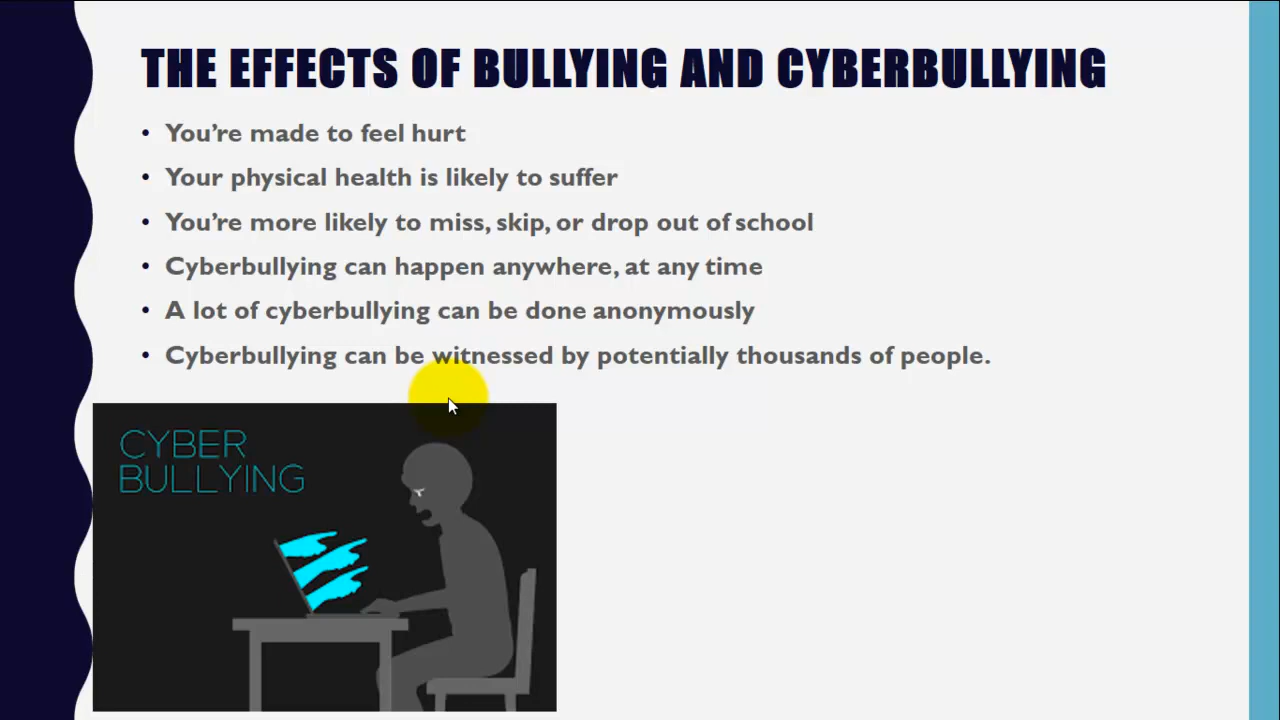 THE EFFECTS OF BULLYING AND CYBERBULLYING
• You’re made to feel hurt
• Your physical health is likely to suffer
• You’re more likely to miss, skip, or drop out of school
• Cyberbullying can happen anywhere, at any time
• A lot of cyberbullying can be done anonymously
• Cyberbullying can be witnessed by potentially thousands of people.
CYBER
BULLYING